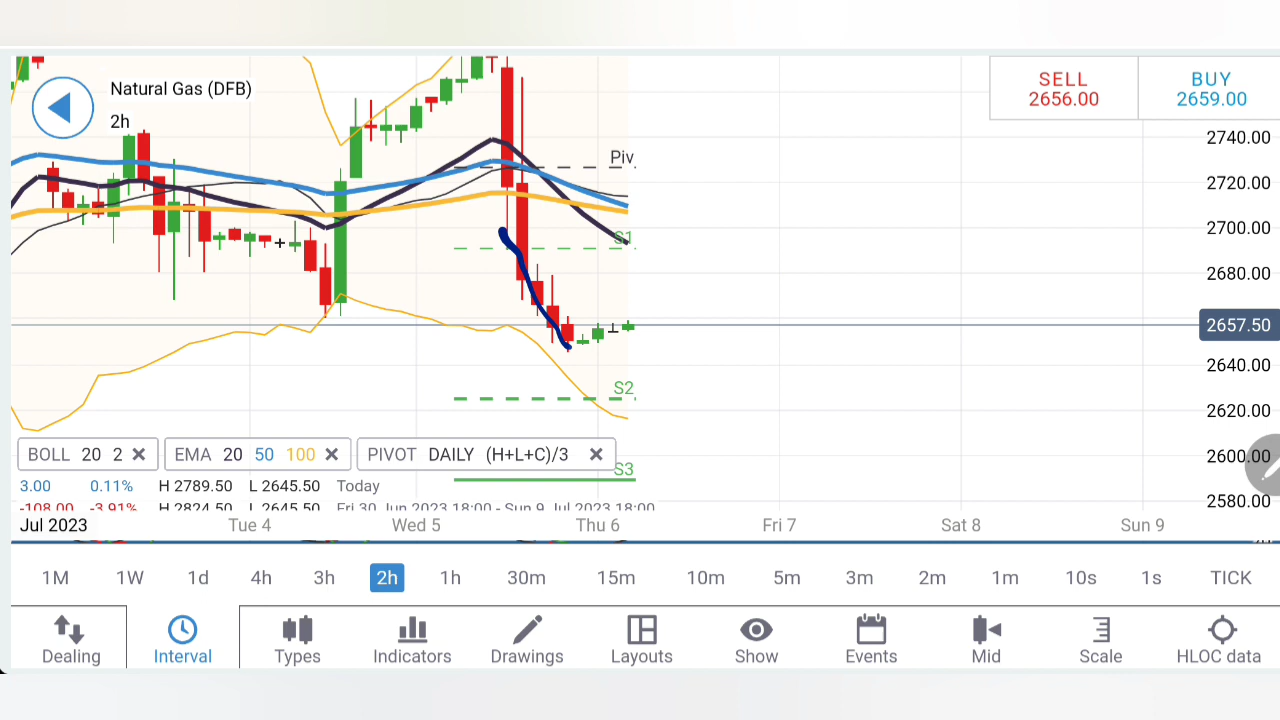 Natural Gas (DFB)
2h
SELL
2656.00
BUY
2659.00
2740.00
2720.00
2700.00
2680.00
2657.50
2640.00
2620.00
2600.00
2580.00
Piv
S1
S2
S3
BOLL 20 2 ×
EMA 20 50 100 ×
PIVOT DAILY (H+L+C)/3 ×
3.00 0.11% H 2789.50 L 2645.50 Today
-108.00 -3.91% H 2824.50 L 2645.50 Fri 30 Jun 2023 18:00 - Sun 9 Jul 2023 18:00
Jul 2023 Tue 4 Wed 5 Thu 6 Fri 7 Sat 8 Sun 9
1M 1W 1d 4h 3h 2h 1h 30m 15m 10m 5m 3m 2m 1m 10s 1s TICK
Dealing Interval Types Indicators Drawings Layouts Show Events Mid Scale HLOC data